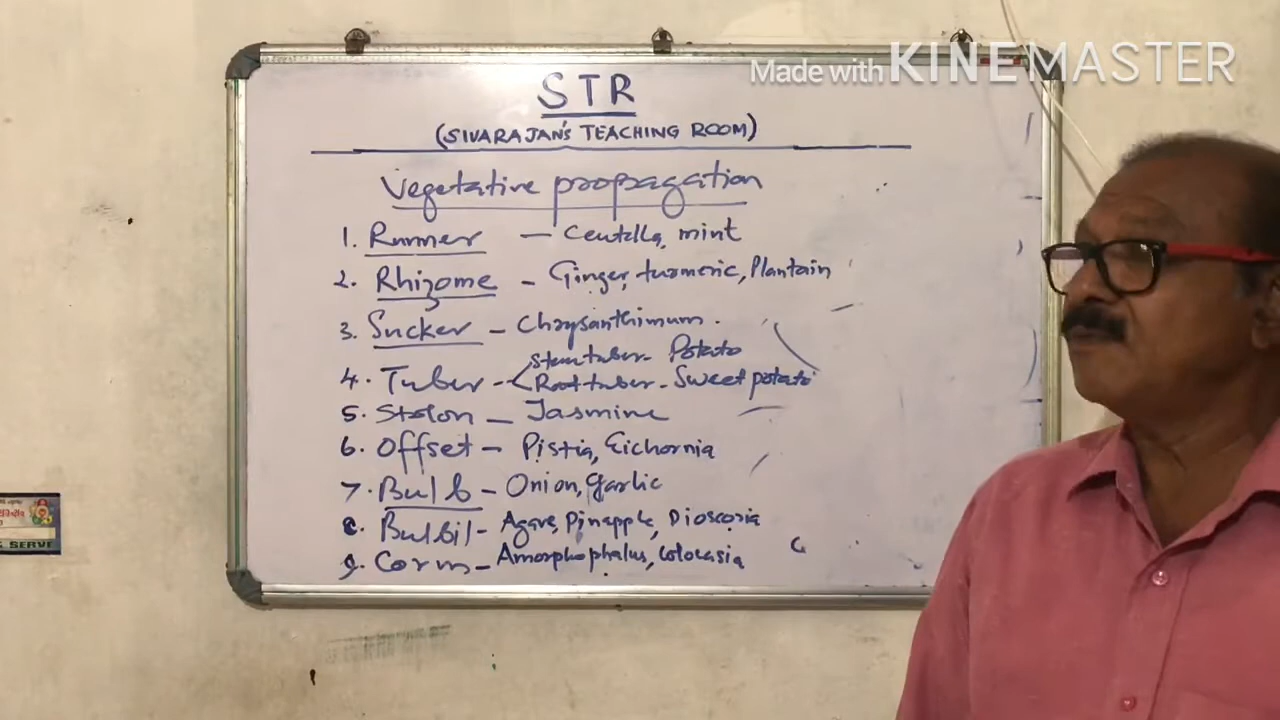 Made with KINEMASTER
STR
(SIVARAJAN'S TEACHING ROOM)
Vegetative propagation
1. Runner — Centella, mint
2. Rhizome - Ginger, turmeric, Plantain
3. Sucker - Chrysanthimum.
4. Tuber - Stem tuber - Potato
Root tuber - Sweet potato
5. Stolon - Jasmine
6. Offset - Pistia, Eichornia
7. Bulb - Onion, Garlic
8. Bulbil - Agave, Pineapple, Dioscoria
9. Corm - Amorphophalus, Colocasia
SERVE